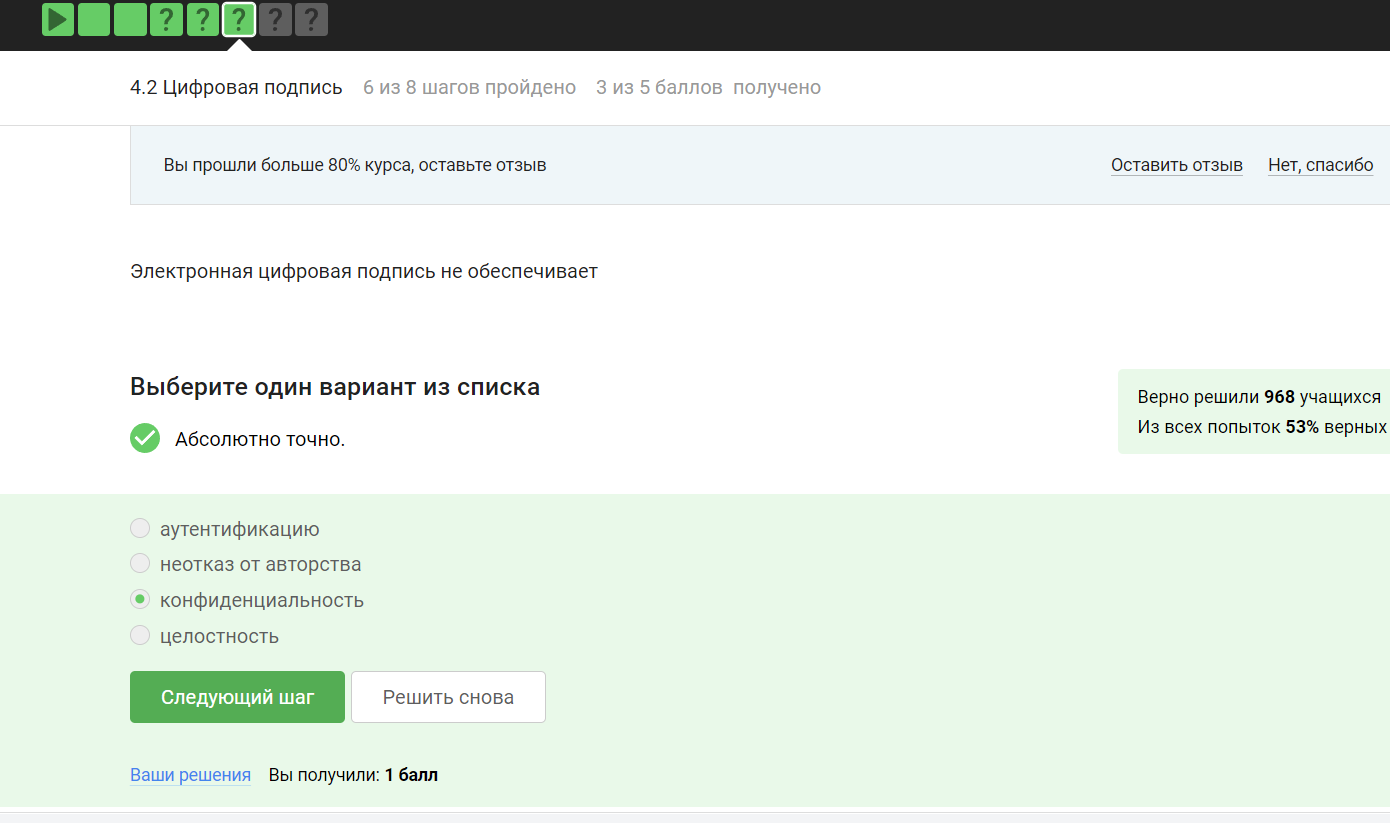 ? ? ? ? ?
4.2 Цифровая подпись 6 из 8 шагов пройдено 3 из 5 баллов получено
Вы прошли больше 80% курса, оставьте отзыв Оставить отзыв Нет, спасибо
Электронная цифровая подпись не обеспечивает
Выберите один вариант из списка
Верно решили 968 учащихся
Из всех попыток 53% верных
Абсолютно точно.
аутентификацию
неотказ от авторства
конфиденциальность
целостность
Следующий шаг Решить снова
Ваши решения Вы получили: 1 балл